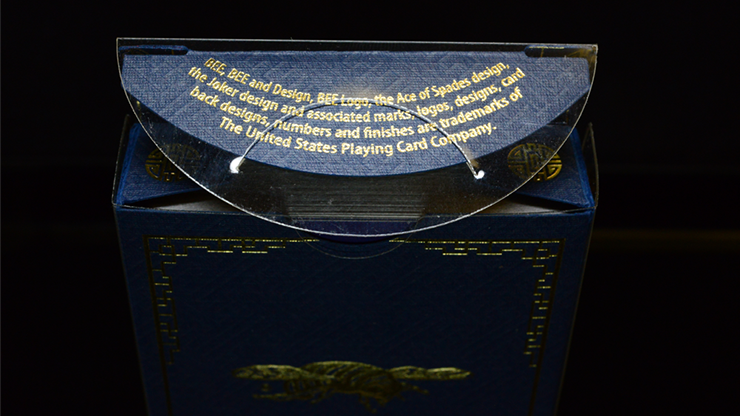 BEE, BEE and Design, BEE Logo, the Ace of Spades design,
the Joker design and associated marks, logos, designs, card
back designs, numbers and finishes are trademarks of
The United States Playing Card Company.